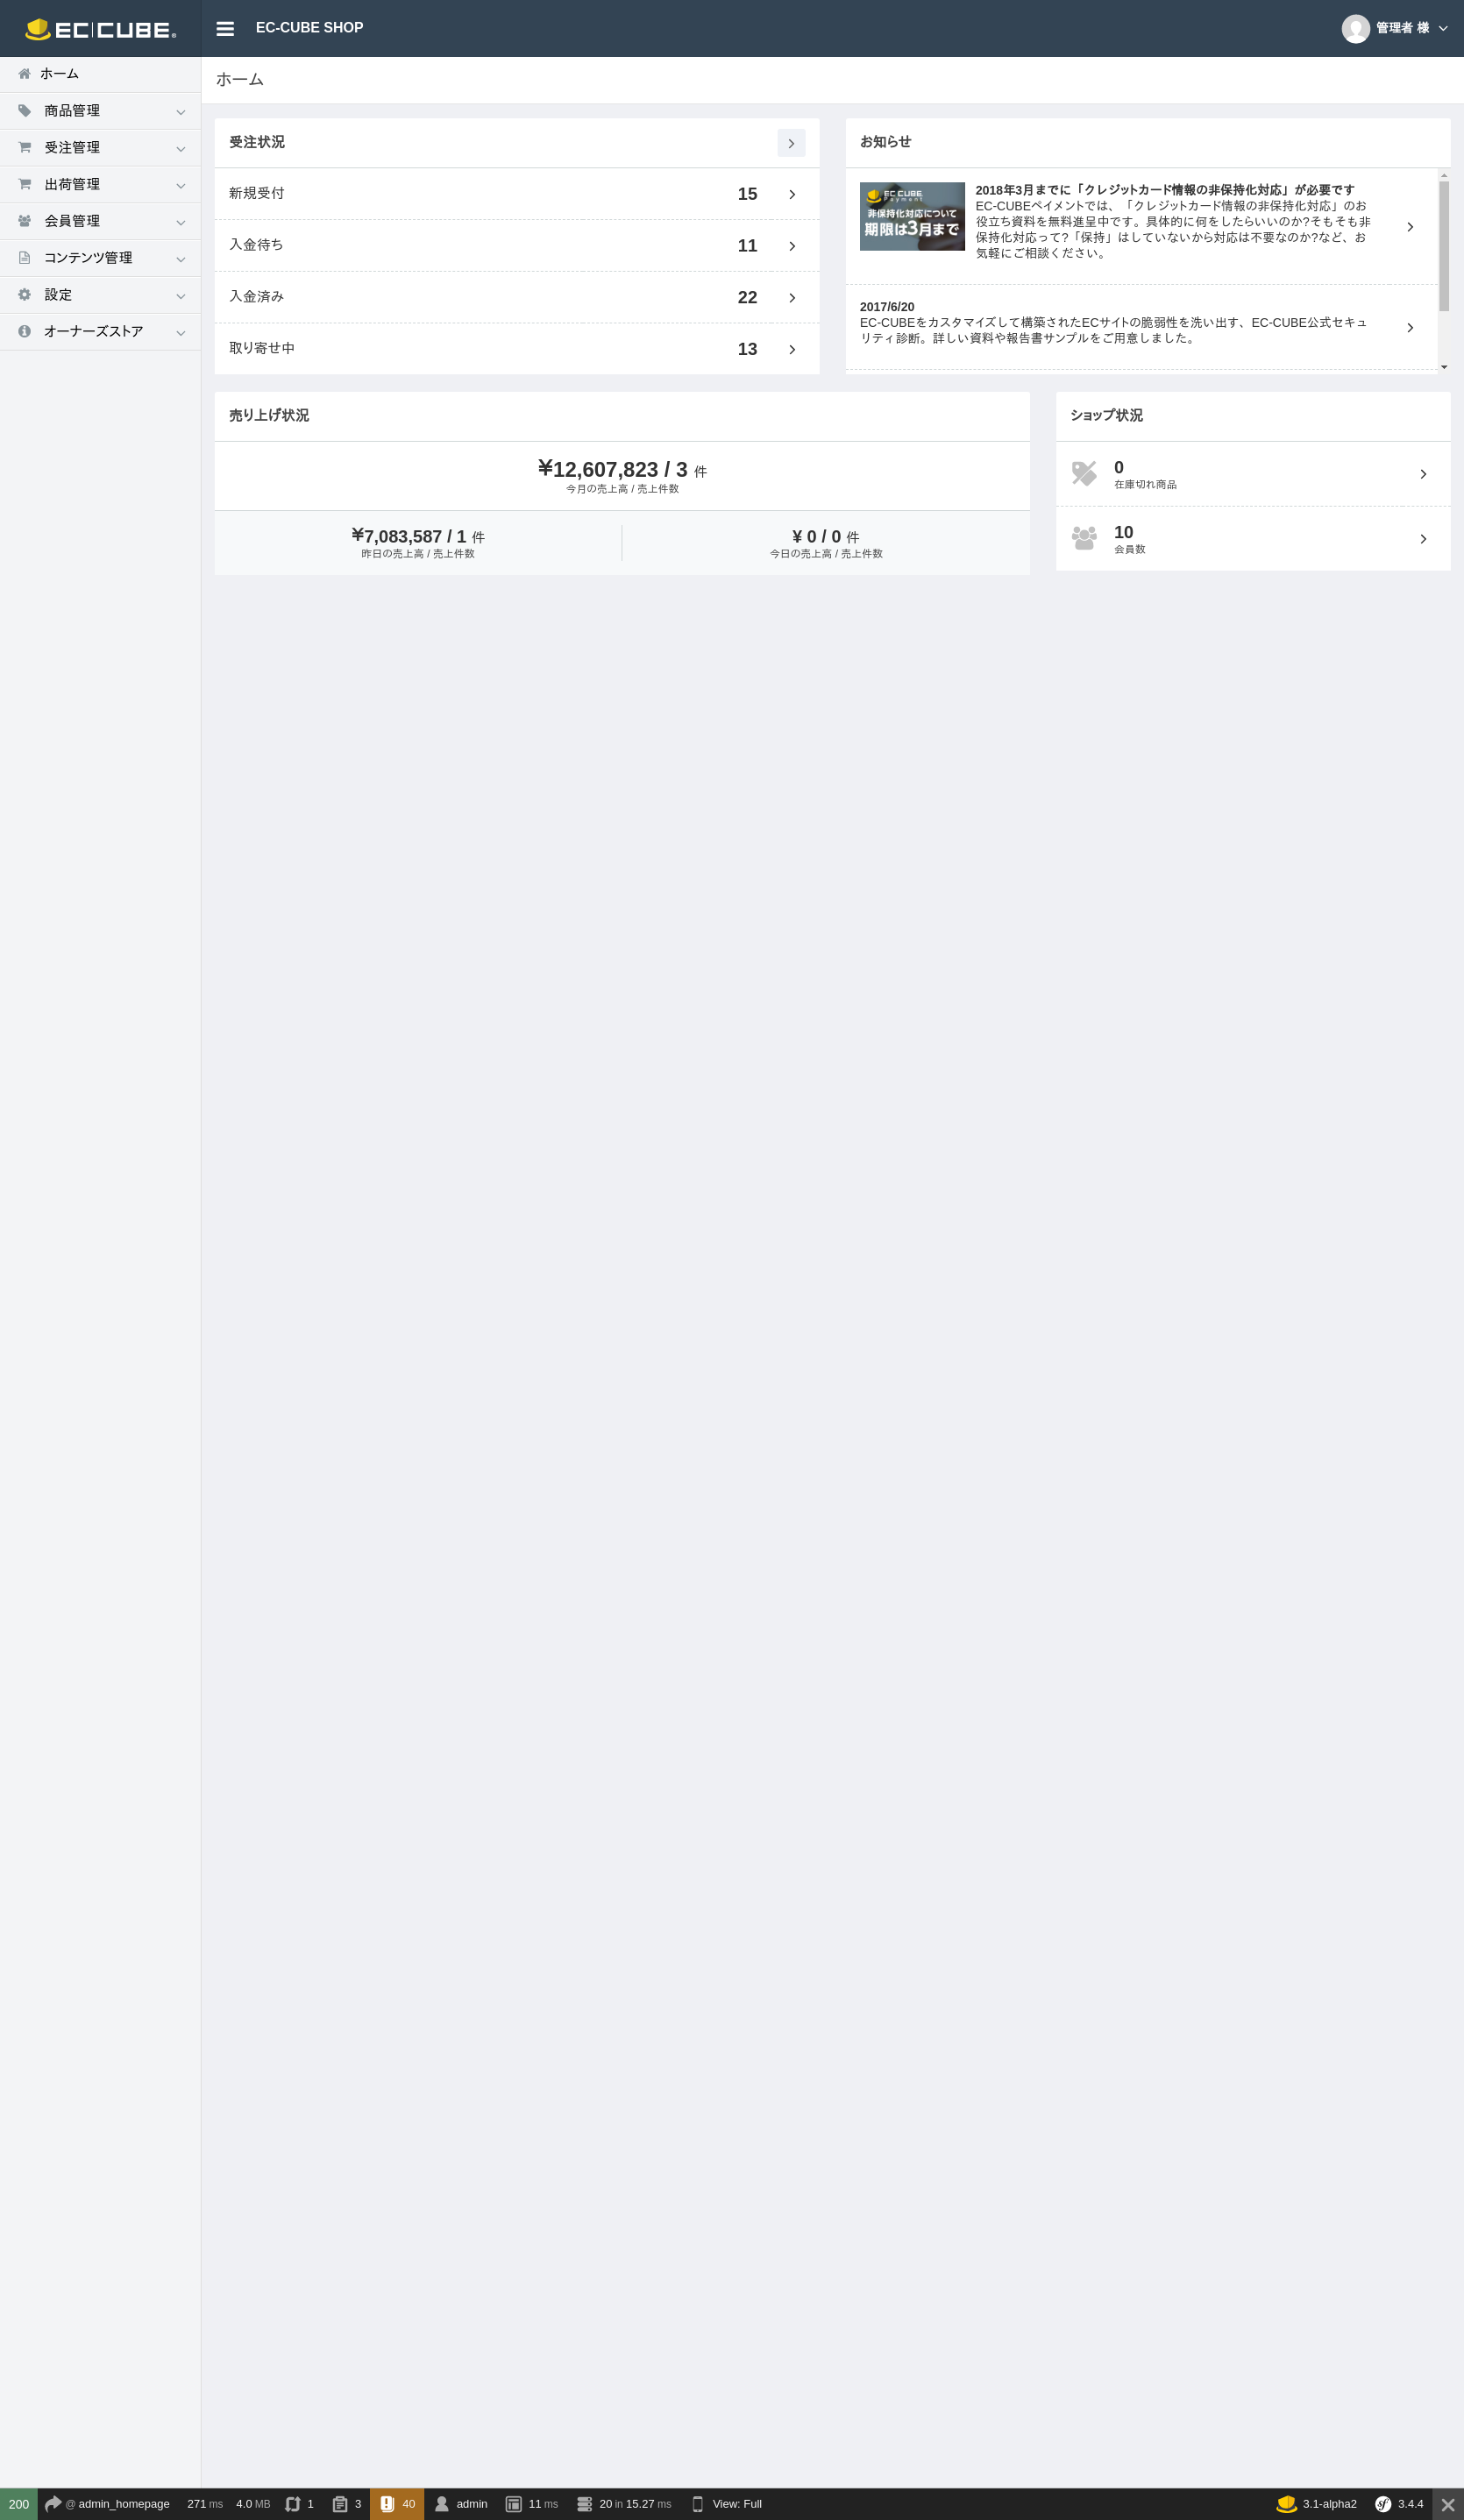 EC CUBE
EC-CUBE SHOP
管理者 様
ホーム
商品管理
受注管理
出荷管理
会員管理
コンテンツ管理
設定
オーナーズストア
ホーム
受注状況
新規受付 15
入金待ち 11
入金済み 22
取り寄せ中 13
お知らせ
EC CUBE
Payment
非保持化対応について
期限は3月まで
2018年3月までに「クレジットカード情報の非保持化対応」が必要です
EC-CUBEペイメントでは、「クレジットカード情報の非保持化対応」のお
役立ち資料を無料進呈中です。具体的に何をしたらいいのか?そもそも非
保持化対応って?「保持」はしていないから対応は不要なのか?など、お
気軽にご相談ください。
2017/6/20
EC-CUBEをカスタマイズして構築されたECサイトの脆弱性を洗い出す、EC-CUBE公式セキュ
リティ診断。詳しい資料や報告書サンプルをご用意しました。
売り上げ状況
¥12,607,823 / 3 件
今月の売上高 / 売上件数
¥7,083,587 / 1 件
昨日の売上高 / 売上件数
¥ 0 / 0 件
今日の売上高 / 売上件数
ショップ状況
0
在庫切れ商品
10
会員数
200 @ admin_homepage 271 ms 4.0 MB 1 3 40 admin 11 ms 20 in 15.27 ms View: Full 3.1-alpha2 3.4.4